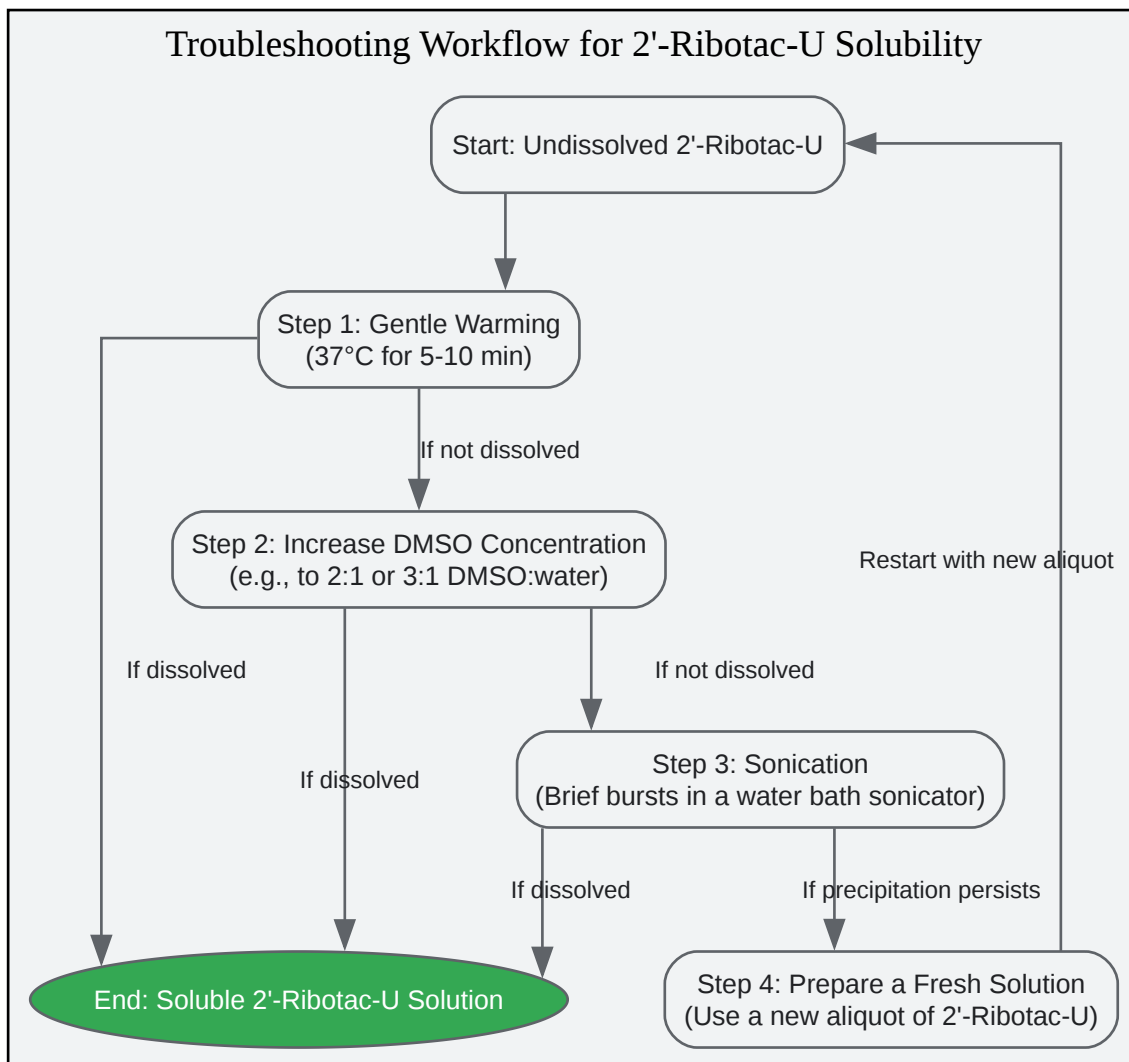 Troubleshooting Workflow for 2'-Ribotac-U Solubility
Start: Undissolved 2'-Ribotac-U
Step 1: Gentle Warming
(37°C for 5-10 min)
If not dissolved
Step 2: Increase DMSO Concentration
(e.g., to 2:1 or 3:1 DMSO:water)
Restart with new aliquot
If dissolved
If not dissolved
If dissolved
Step 3: Sonication
(Brief bursts in a water bath sonicator)
If dissolved
If precipitation persists
End: Soluble 2'-Ribotac-U Solution
Step 4: Prepare a Fresh Solution
(Use a new aliquot of 2'-Ribotac-U)